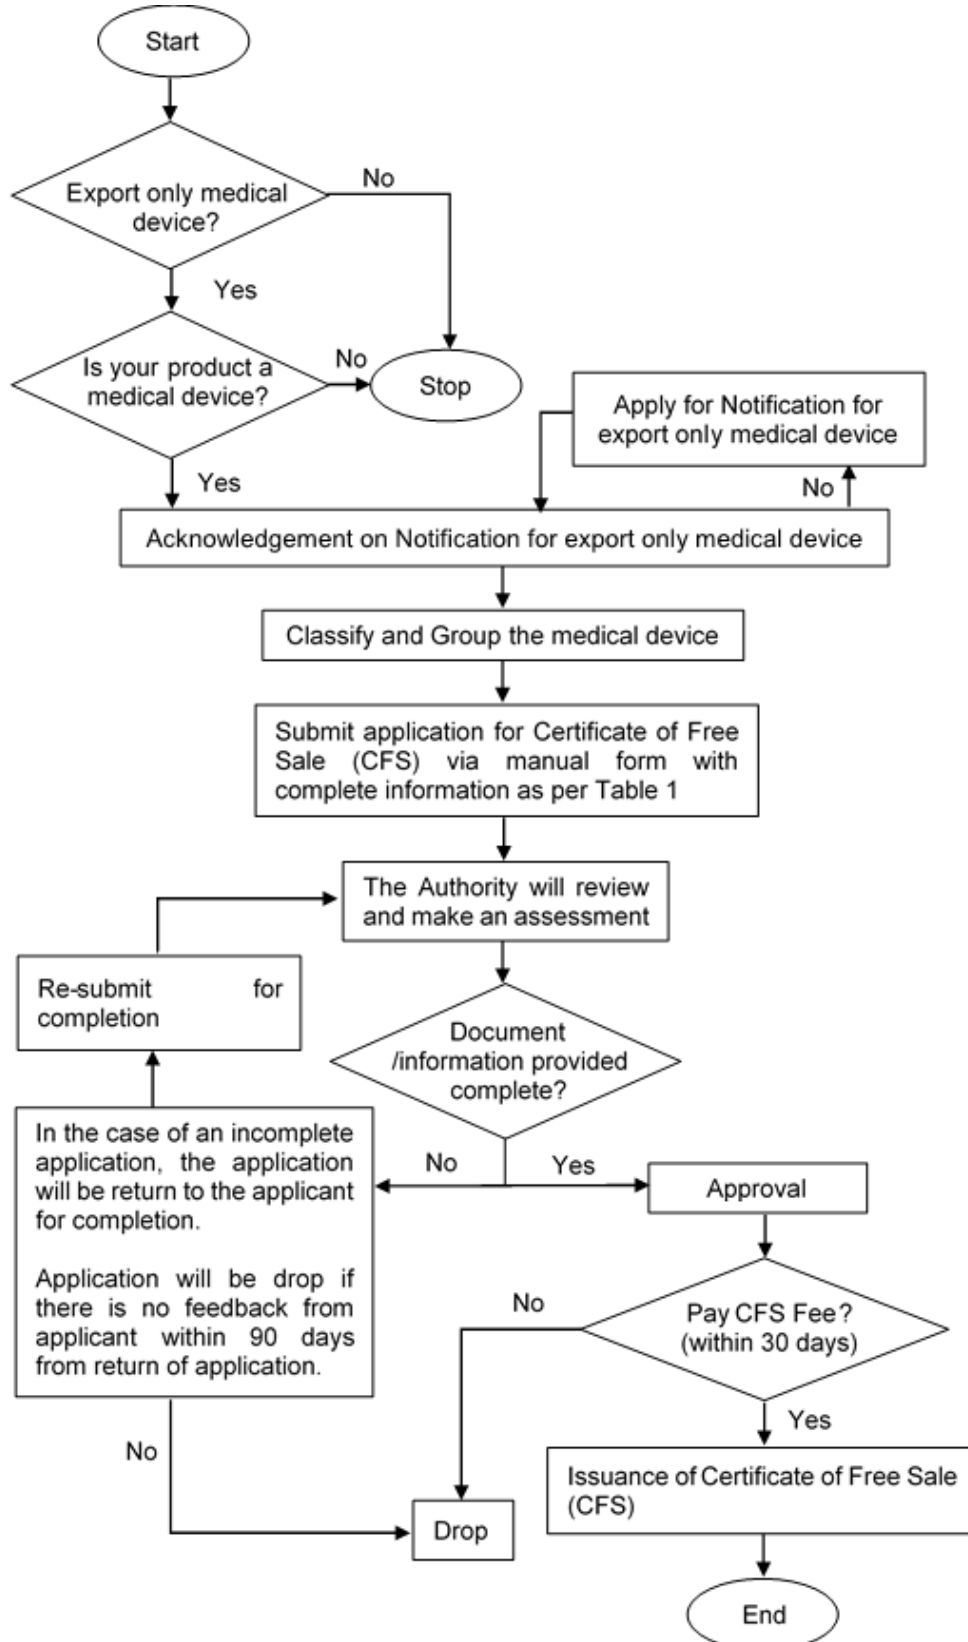 Start
Export only medical
device?
No
Yes
Is your product a
medical device?
No
Stop
Apply for Notification for
export only medical device
Yes
No
Acknowledgement on Notification for export only medical device
Classify and Group the medical device
Submit application for Certificate of Free
Sale (CFS) via manual form with
complete information as per Table 1
The Authority will review
and make an assessment
Re-submit for
completion
Document
/information provided
complete?
In the case of an incomplete
application, the application
will be return to the applicant
for completion.
Application will be drop if
there is no feedback from
applicant within 90 days
from return of application.
No
Yes
Approval
No
Pay CFS Fee?
(within 30 days)
Yes
No
Issuance of Certificate of Free Sale
(CFS)
Drop
End